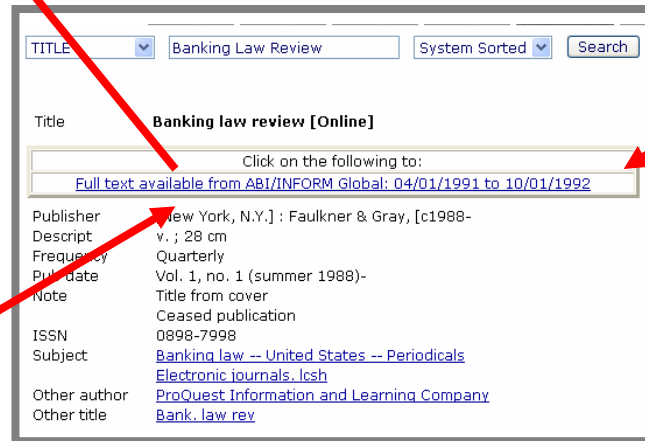 TITLE Banking Law Review System Sorted Search
Title Banking law review [Online]
Click on the following to:
Full text available from ABI/INFORM Global: 04/01/1991 to 10/01/1992
Publisher [New York, N.Y.] : Faulkner & Gray, [c1988-
Descript v. ; 28 cm
Frequency Quarterly
Pub date Vol. 1, no. 1 (summer 1988)-
Note Title from cover
Ceased publication
ISSN 0898-7998
Subject Banking law -- United States -- Periodicals
Electronic journals. lcsh
Other author ProQuest Information and Learning Company
Other title Bank. law rev